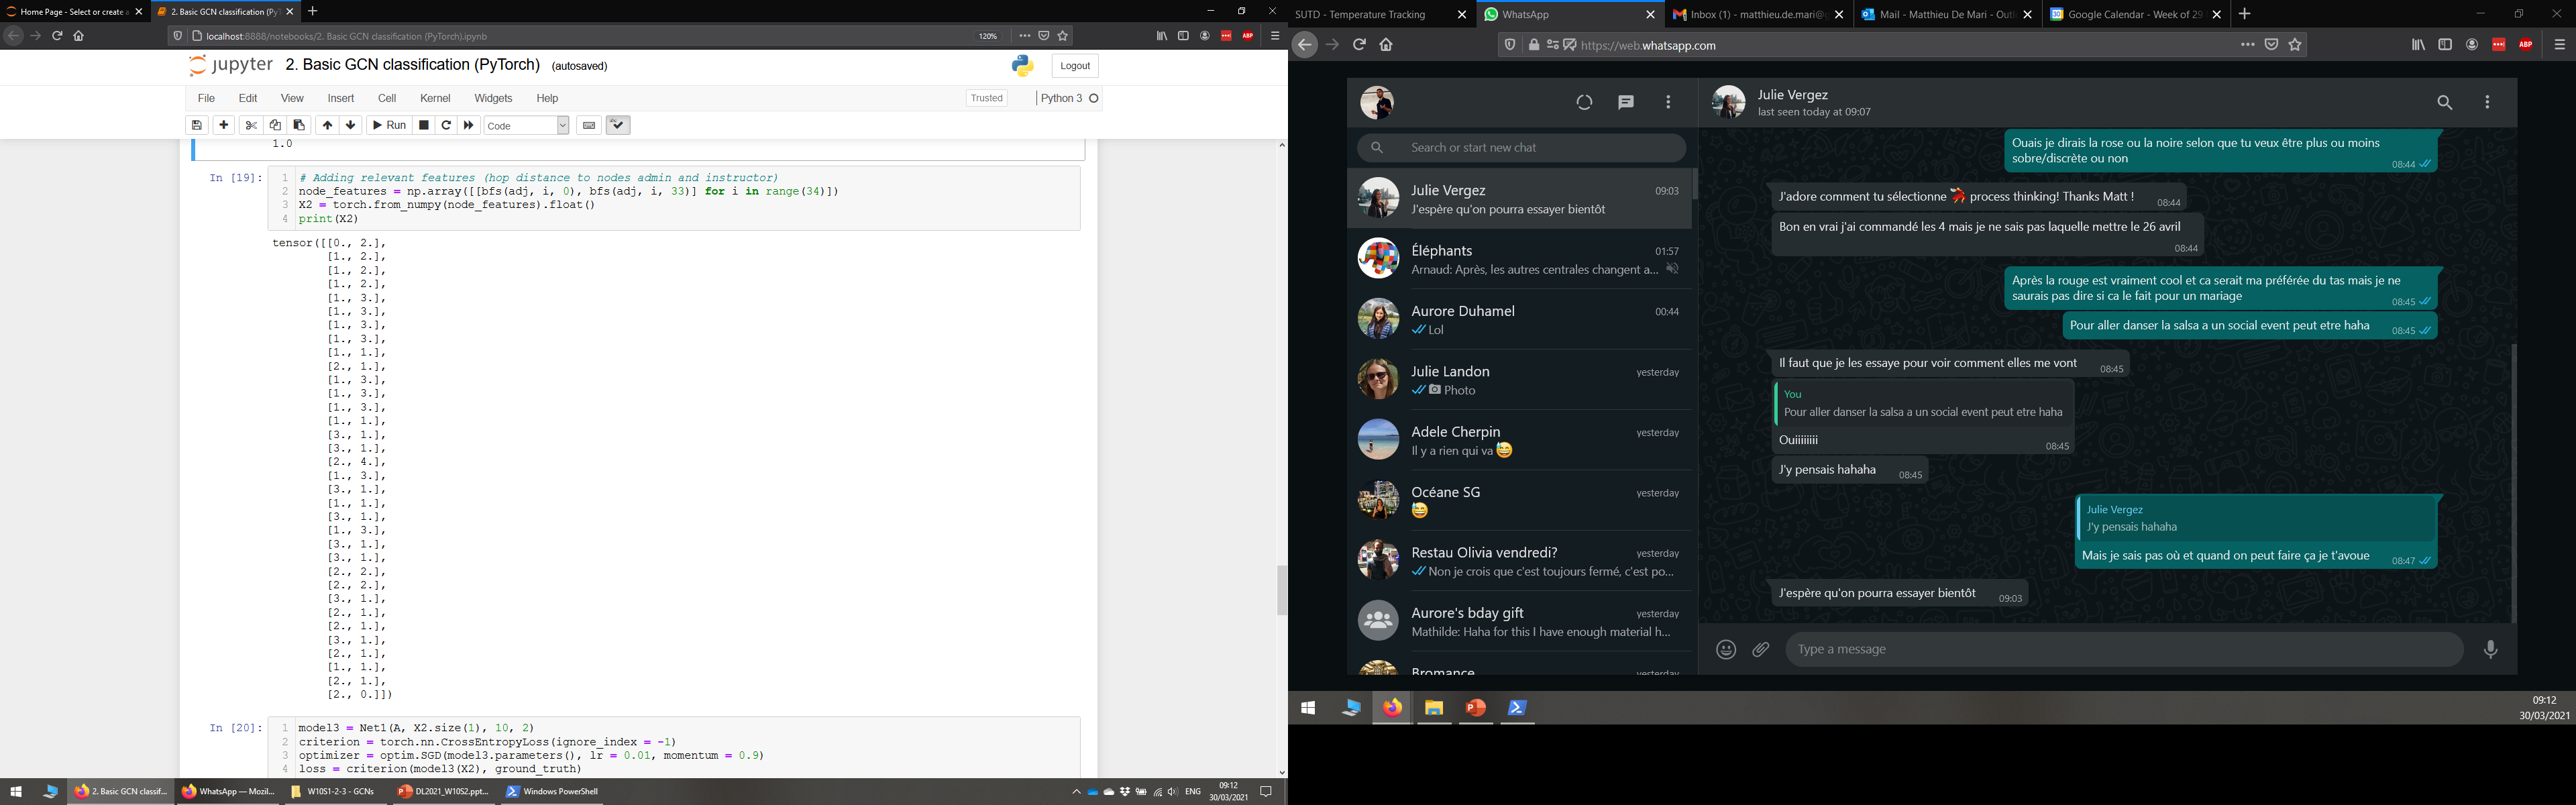 Home Page - Select or create a
2. Basic GCN classification (PyT
localhost:8888/notebooks/2. Basic GCN classification (PyTorch).ipynb
120%
ABP
jupyter 2. Basic GCN classification (PyTorch) (autosaved)
Logout
File Edit View Insert Cell Kernel Widgets Help
Trusted
Python 3
Run
Code
1.0
In [19]:
1 # Adding relevant features (hop distance to nodes admin and instructor)
2 node_features = np.array([[bfs(adj, i, 0), bfs(adj, i, 33)] for i in range(34)])
3 X2 = torch.from_numpy(node_features).float()
4 print(X2)
tensor([[0., 2.],
[1., 2.],
[1., 2.],
[1., 2.],
[1., 3.],
[1., 3.],
[1., 3.],
[1., 3.],
[1., 1.],
[2., 1.],
[1., 3.],
[1., 3.],
[1., 3.],
[1., 1.],
[3., 1.],
[3., 1.],
[2., 4.],
[1., 3.],
[3., 1.],
[1., 1.],
[3., 1.],
[1., 3.],
[3., 1.],
[3., 1.],
[2., 2.],
[2., 2.],
[3., 1.],
[2., 1.],
[2., 1.],
[3., 1.],
[2., 1.],
[1., 1.],
[2., 1.],
[2., 0.]])
In [20]:
1 model3 = Net1(A, X2.size(1), 10, 2)
2 criterion = torch.nn.CrossEntropyLoss(ignore_index = -1)
3 optimizer = optim.SGD(model3.parameters(), lr = 0.01, momentum = 0.9)
4 loss = criterion(model3(X2), ground_truth)
2. Basic GCN classif...
WhatsApp — Mozil...
W10S1-2-3 - GCNs
DL2021_W10S2.ppt...
Windows PowerShell
ENG
09:12
30/03/2021
SUTD - Temperature Tracking
WhatsApp
Inbox (1) - matthieu.de.mari@g
Mail - Matthieu De Mari - Outl
Google Calendar - Week of 29
https://web.whatsapp.com
ABP
Search or start new chat
Julie Vergez 09:03
J'espère qu'on pourra essayer bientôt
Éléphants 01:57
Arnaud: Après, les autres centrales changent a...
Aurore Duhamel 00:44
Lol
Julie Landon yesterday
Photo
Adele Cherpin yesterday
Il y a rien qui va 😅
Océane SG yesterday
😅
Restau Olivia vendredi? yesterday
Non je crois que c'est toujours fermé, c'est po...
Aurore's bday gift yesterday
Mathilde: Haha for this I have enough material h...
Bromance yesterday
Julie Vergez
last seen today at 09:07
Ouais je dirais la rose ou la noire selon que tu veux être plus ou moins
sobre/discrète ou non 08:44
J'adore comment tu sélectionne 💃 process thinking! Thanks Matt ! 08:44
Bon en vrai j'ai commandé les 4 mais je ne sais pas laquelle mettre le 26 avril
08:44
Après la rouge est vraiment cool et ca serait ma préférée du tas mais je ne
saurais pas dire si ca le fait pour un mariage 08:45
Pour aller danser la salsa a un social event peut etre haha 08:45
Il faut que je les essaye pour voir comment elles me vont 08:45
You
Pour aller danser la salsa a un social event peut etre haha
Ouiiiiiiii 08:45
J'y pensais hahaha 08:45
Julie Vergez
J'y pensais hahaha
Mais je sais pas où et quand on peut faire ça je t'avoue 08:47
J'espère qu'on pourra essayer bientôt 09:03
Type a message
09:12
30/03/2021